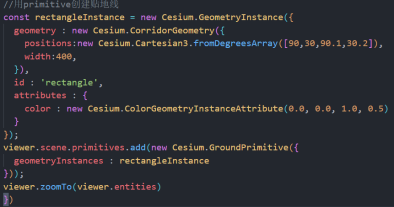 //用primitive创建贴地线
const rectangleInstance = new Cesium.GeometryInstance({
geometry : new Cesium.CorridorGeometry({
positions:new Cesium.Cartesian3.fromDegreesArray([90,30,90.1,30.2]),
width:400,
}),
id : 'rectangle',
attributes : {
color : new Cesium.ColorGeometryInstanceAttribute(0.0, 0.0, 1.0, 0.5)
}
});
viewer.scene.primitives.add(new Cesium.GroundPrimitive({
geometryInstances : rectangleInstance
}));
viewer.zoomTo(viewer.entities)
})